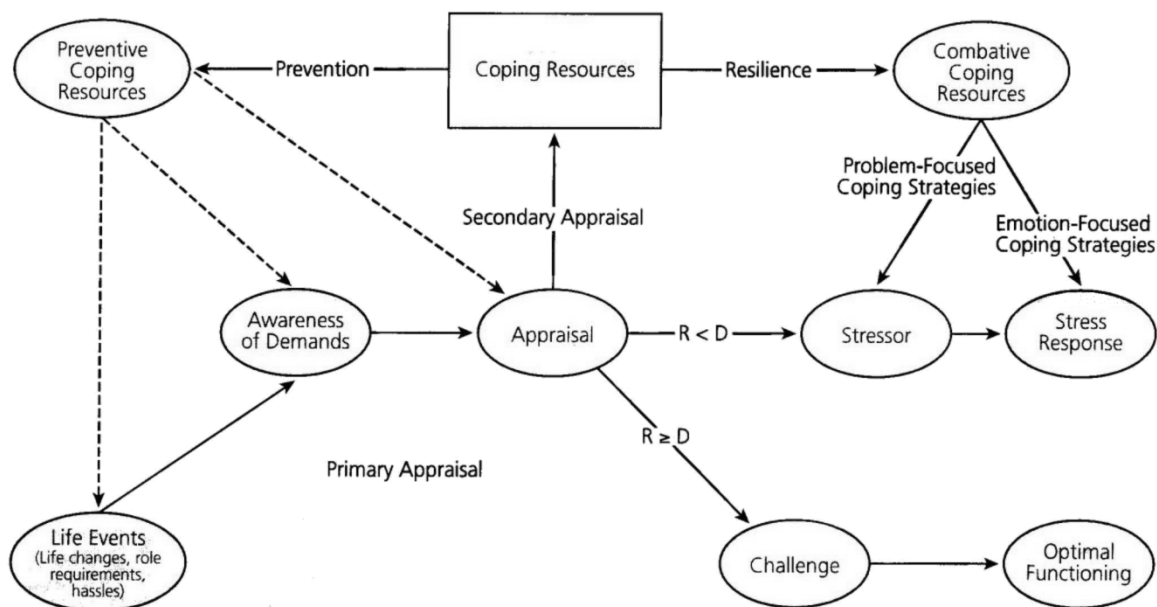 Preventive
Coping
Resources
Prevention
Coping Resources
Resilience
Combative
Coping
Resources
Problem-Focused
Coping Strategies
Secondary Appraisal
Emotion-Focused
Coping Strategies
Awareness
of Demands
Appraisal
R < D
Stressor
Stress
Response
R ≥ D
Primary Appraisal
Life Events
(Life changes, role
requirements,
hassles)
Challenge
Optimal
Functioning